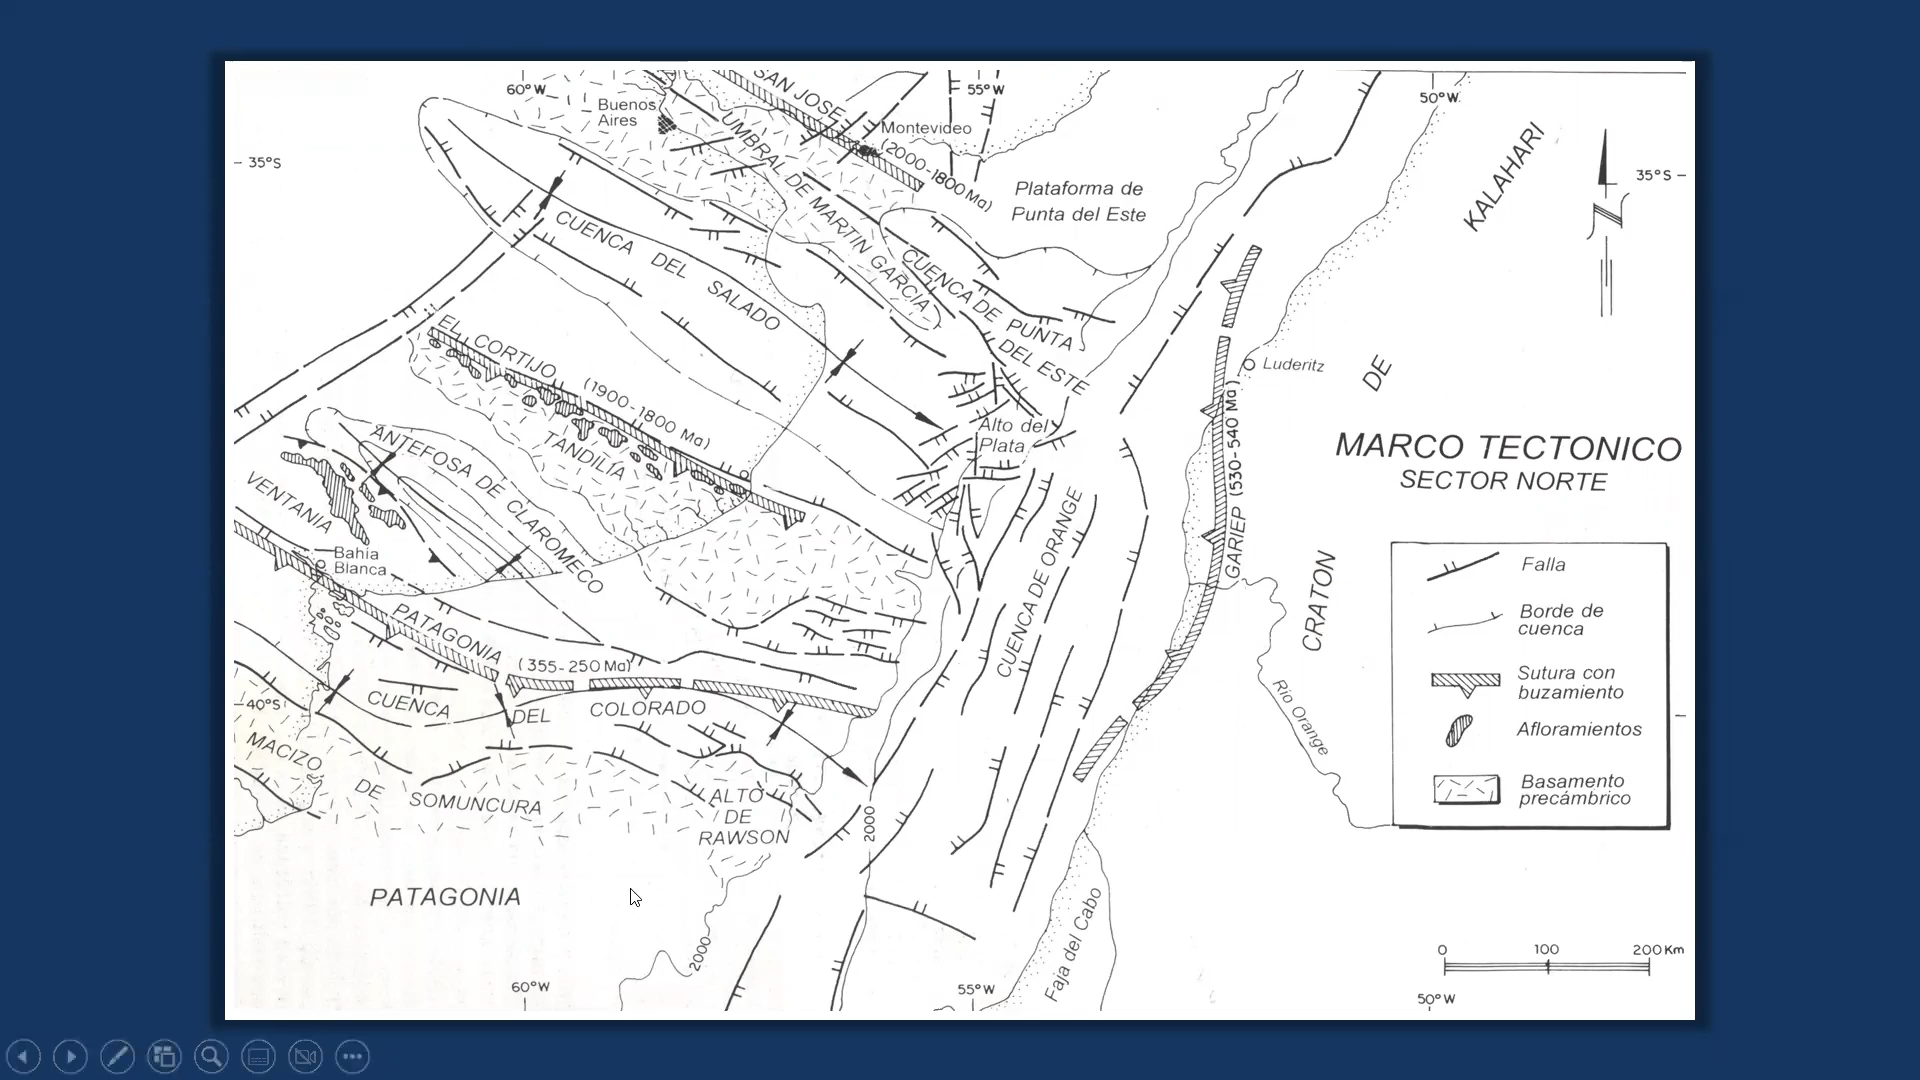 60°W
SAN JOSE
55°W
50°W
Buenos
Aires
Montevideo
(2000-1800 Ma)
35°S
35°S
UMBRAL DE MARTIN GARCIA
Plataforma de
Punta del Este
KALAHARI
CUENCA DEL SALADO
CUENCA DE PUNTA
DEL ESTE
EL CORTIJO
(1900-1800 Ma)
Luderitz
DE
TANDILIA
Alto del
Plata
MARCO TECTONICO
SECTOR NORTE
ANTEFOSA DE CLAROMECO
VENTANIA
Bahía
Blanca
CUENCA DE ORANGE
GARIEP (530-540 Ma)
CRATON
Falla
Borde de
cuenca
PATAGONIA
(355-250 Ma)
Sutura con
buzamiento
CUENCA DEL COLORADO
40°S
Río Orange
Afloramientos
MACIZO
DE SOMUNCURA
ALTO
DE
RAWSON
Basamento
precámbrico
2000
PATAGONIA
2000
Faja del Cabo
0 100 200 Km
60°W
55°W
50°W